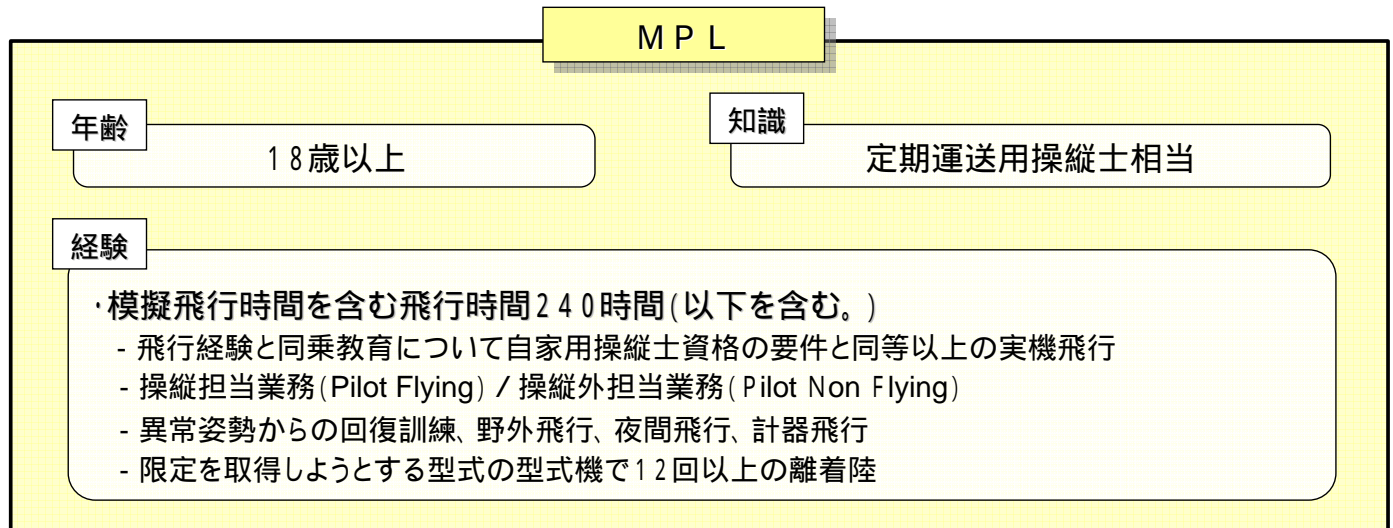 ＭＰＬ
年齢
１８歳以上
知識
定期運送用操縦士相当
経験
・模擬飛行時間を含む飛行時間２４０時間(以下を含む。)
- 飛行経験と同乗教育について自家用操縦士資格の要件と同等以上の実機飛行
- 操縦担当業務(Pilot Flying) / 操縦外担当業務(Pilot Non Flying)
- 異常姿勢からの回復訓練、野外飛行、夜間飛行、計器飛行
- 限定を取得しようとする型式の型式機で１２回以上の離着陸